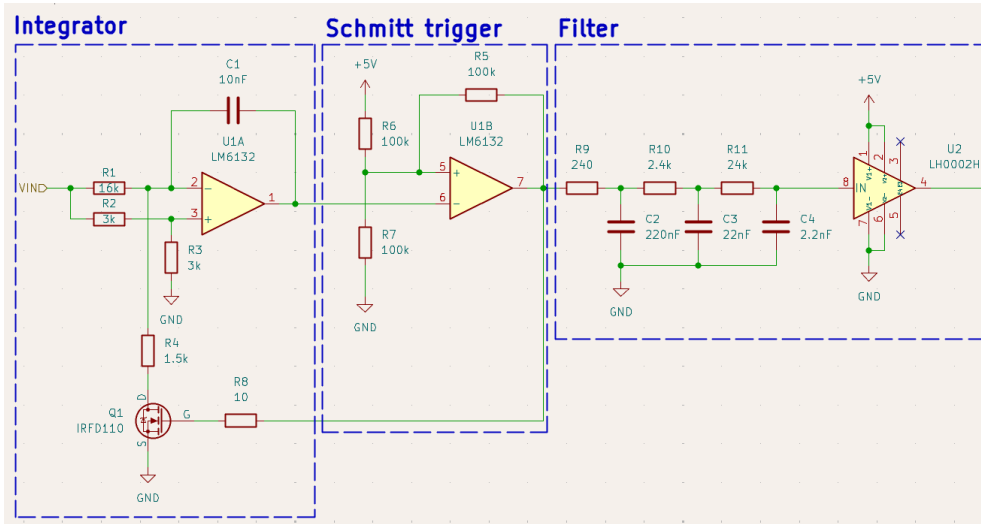 Integrator
Schmitt trigger
Filter
C1
10nF
U1A
LM6132
VIN
R1
16k
R2
3k
2
3
1
R3
3k
GND
R4
1.5k
Q1
IRFD110
D
G
S
R8
10
GND
+5V
R6
100k
R5
100k
U1B
LM6132
5
6
7
R7
100k
GND
R9
240
R10
2.4k
R11
24k
C2
220nF
C3
22nF
C4
2.2nF
GND
+5V
U2
LH0002H
1
2
3
8
IN
4
7
6
5
GND